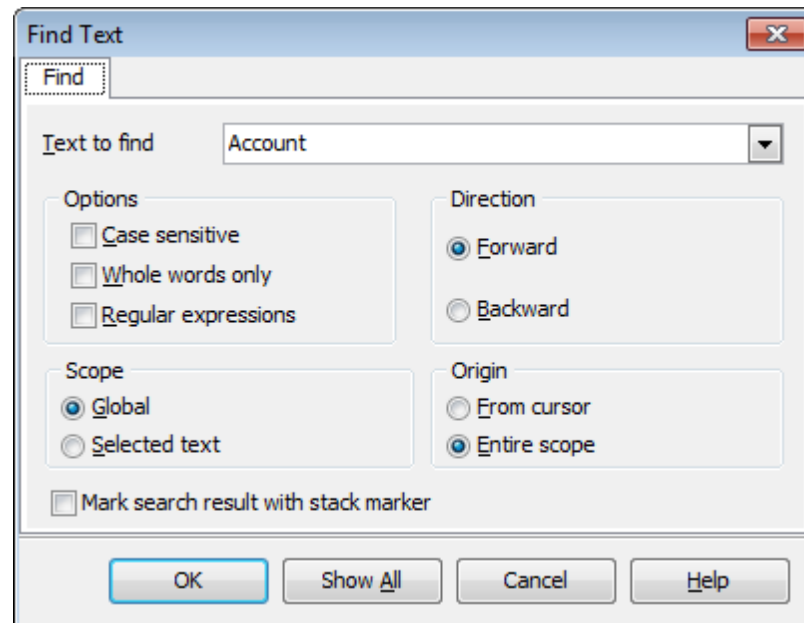 Find Text
Find
Text to find Account
Options
Case sensitive
Whole words only
Regular expressions
Direction
Forward
Backward
Scope
Global
Selected text
Origin
From cursor
Entire scope
Mark search result with stack marker
OK Show All Cancel Help